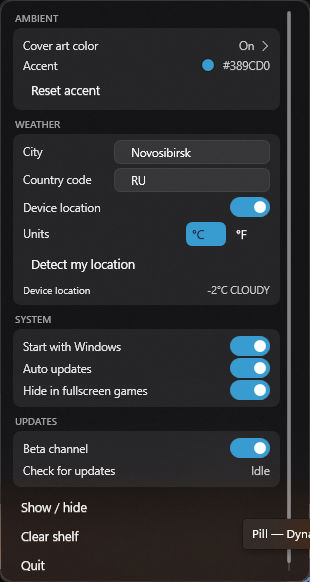 AMBIENT
Cover art color On
Accent #389CD0
Reset accent
WEATHER
City Novosibirsk
Country code RU
Device location
Units °C °F
Detect my location
Device location -2°C CLOUDY
SYSTEM
Start with Windows
Auto updates
Hide in fullscreen games
UPDATES
Beta channel
Check for updates Idle
Show / hide
Clear shelf
Pill — Dyna
Quit